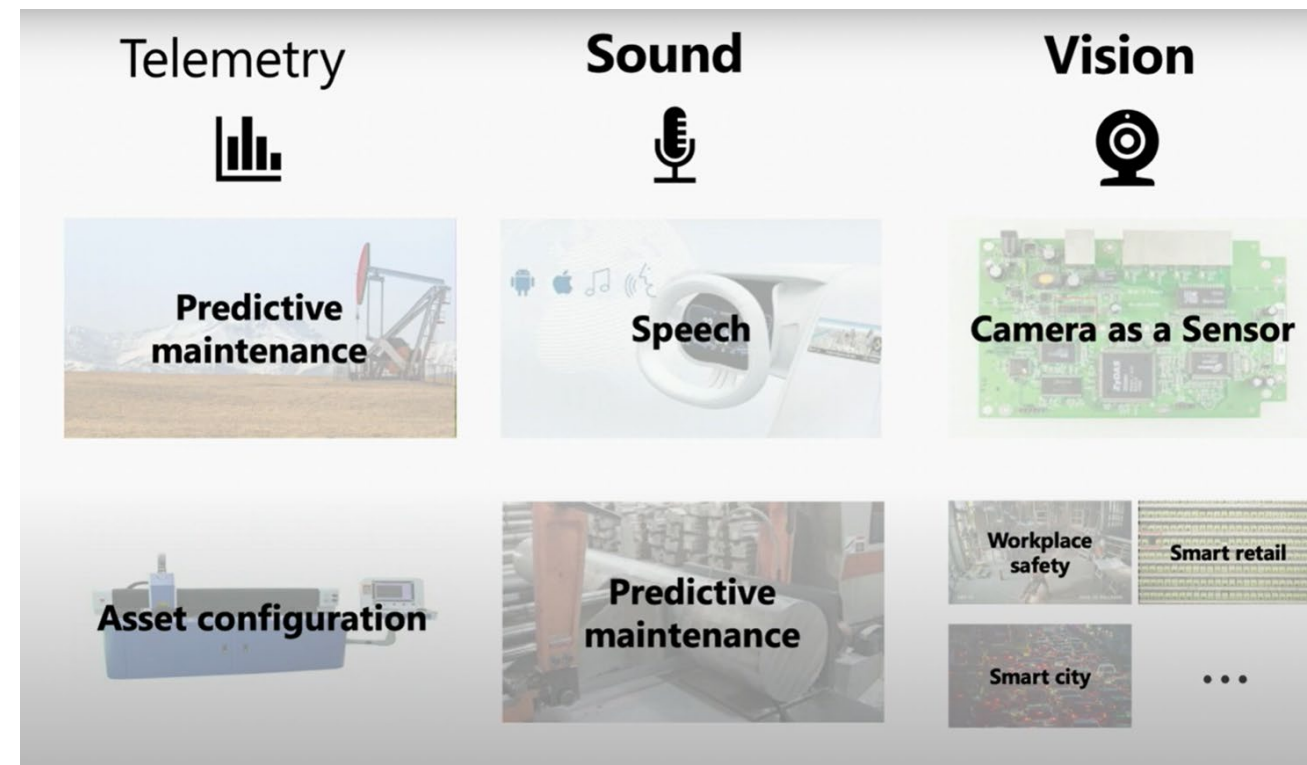 Telemetry
Sound
Vision
Predictive
maintenance
Speech
Camera as a Sensor
Asset configuration
Predictive
maintenance
Workplace
safety
Smart retail
Smart city
...